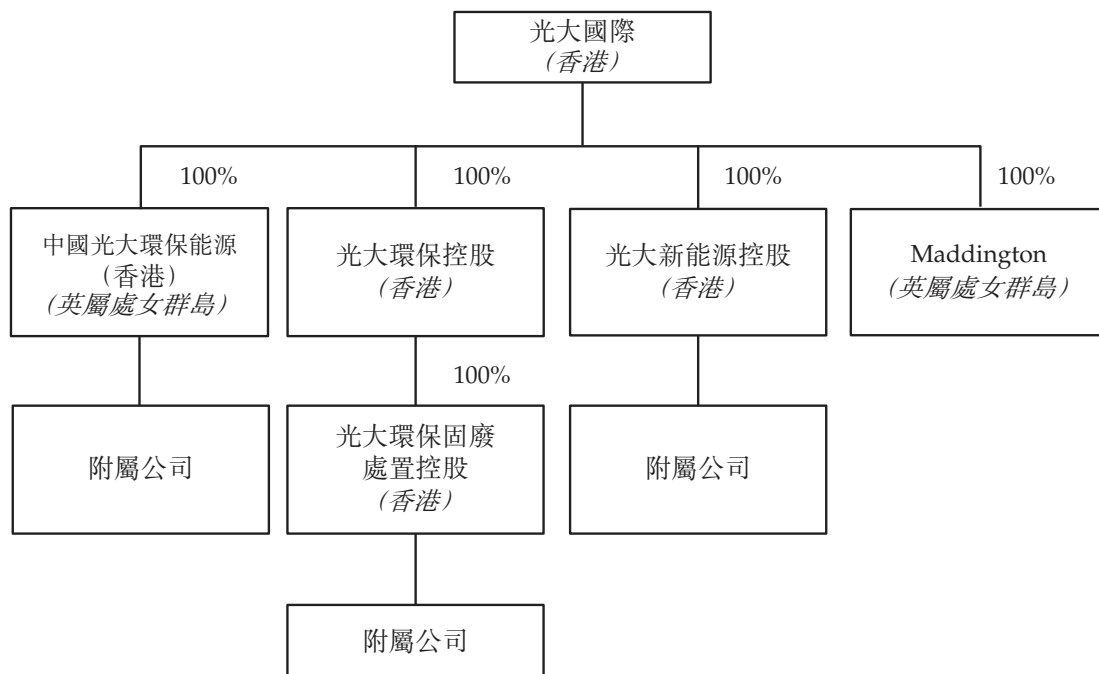 光大國際
（香港）
100%
100%
100%
100%
中國光大環保能源
（香港）
（英屬處女群島）
光大環保控股
（香港）
光大新能源控股
（香港）
Maddington
（英屬處女群島）
100%
附屬公司
光大環保固廢
處置控股
（香港）
附屬公司
附屬公司